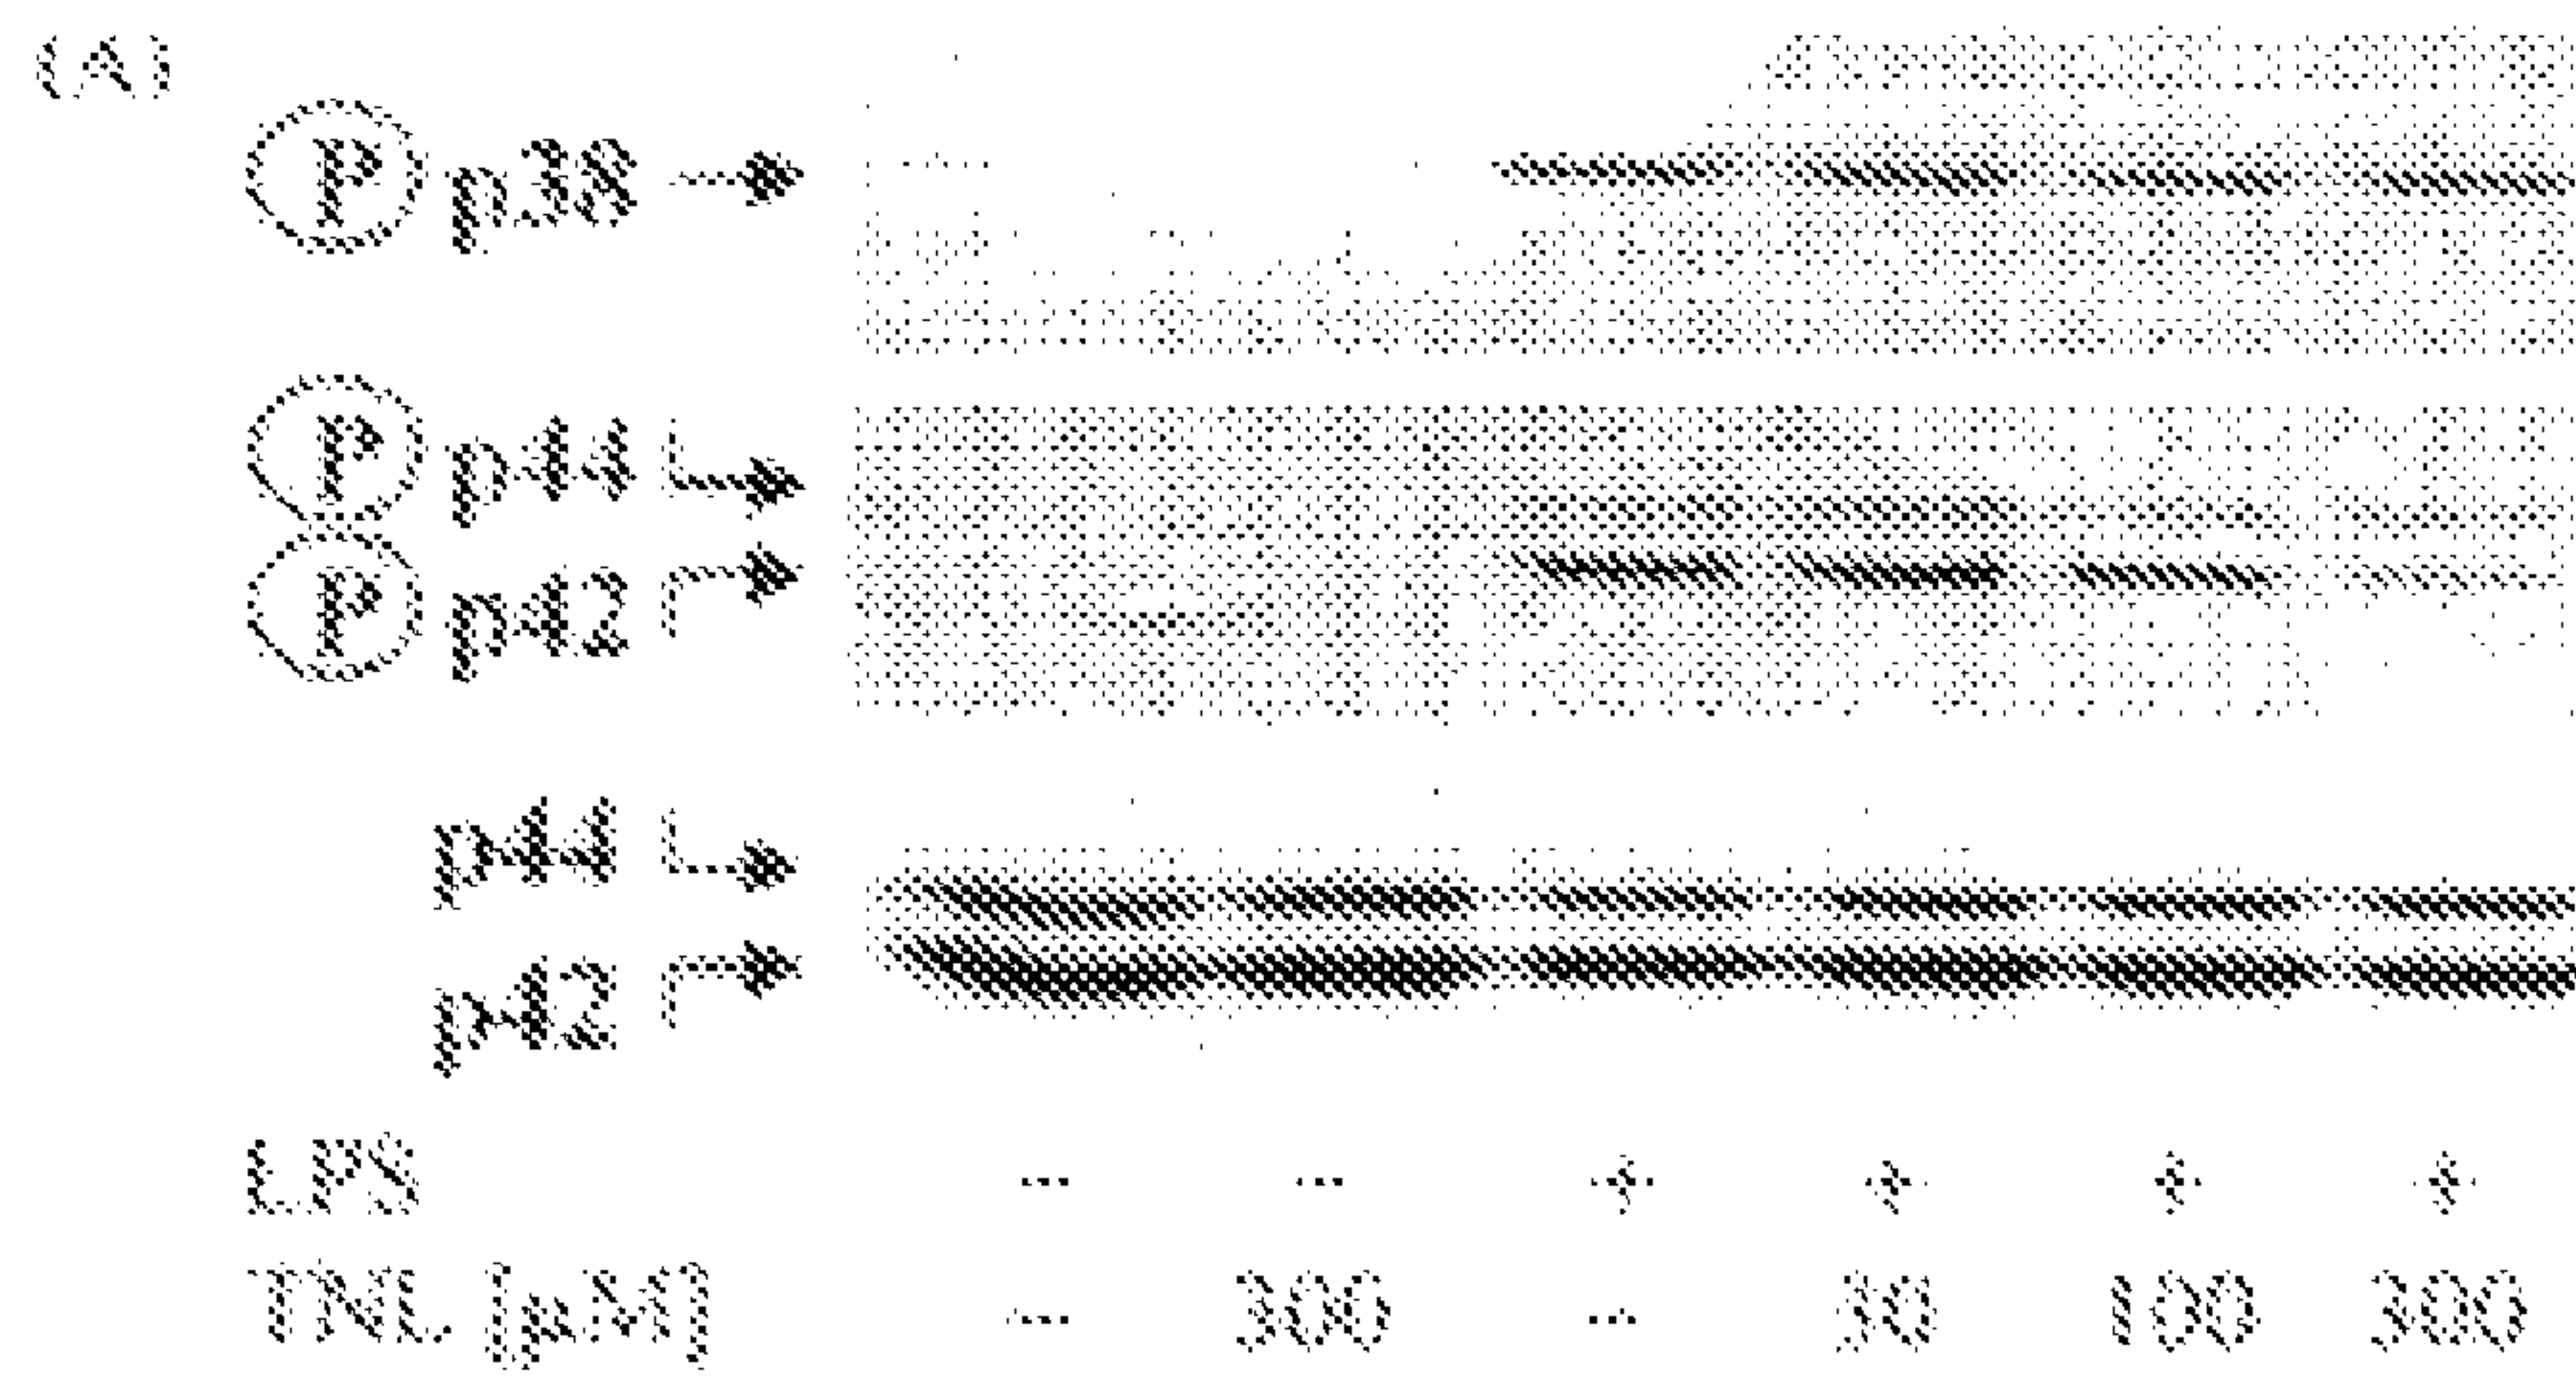 (A)
P p38
P p44
P p42
p44
p42
LPS - - + + + +
TNL [µM] - 300 - 30 100 300